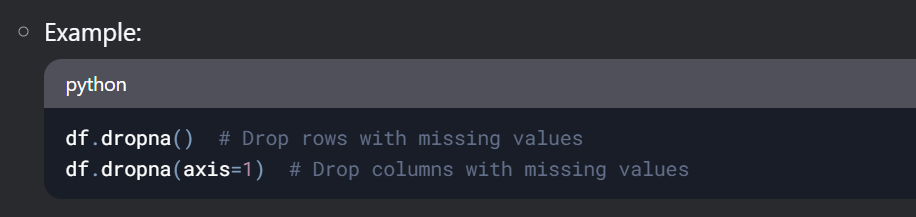 Example:
python
df.dropna()  # Drop rows with missing values
df.dropna(axis=1)  # Drop columns with missing values